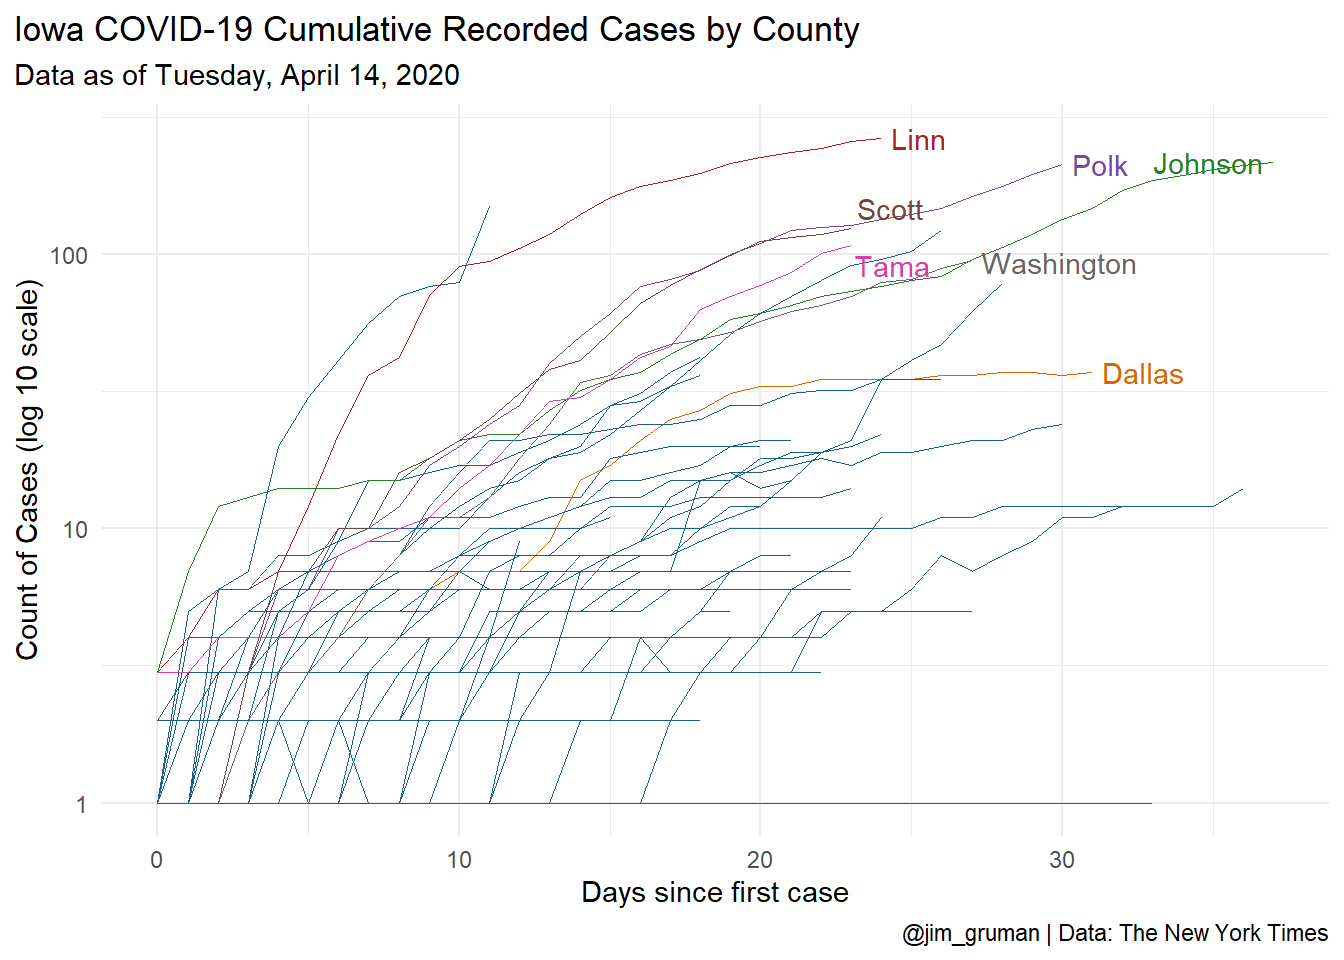 Iowa COVID-19 Cumulative Recorded Cases by County
Data as of Tuesday, April 14, 2020
Count of Cases (log 10 scale)
100
10
1
Linn
Polk
Johnson
Scott
Tama
Washington
Dallas
0
10
20
30
Days since first case
@jim_gruman | Data: The New York Times